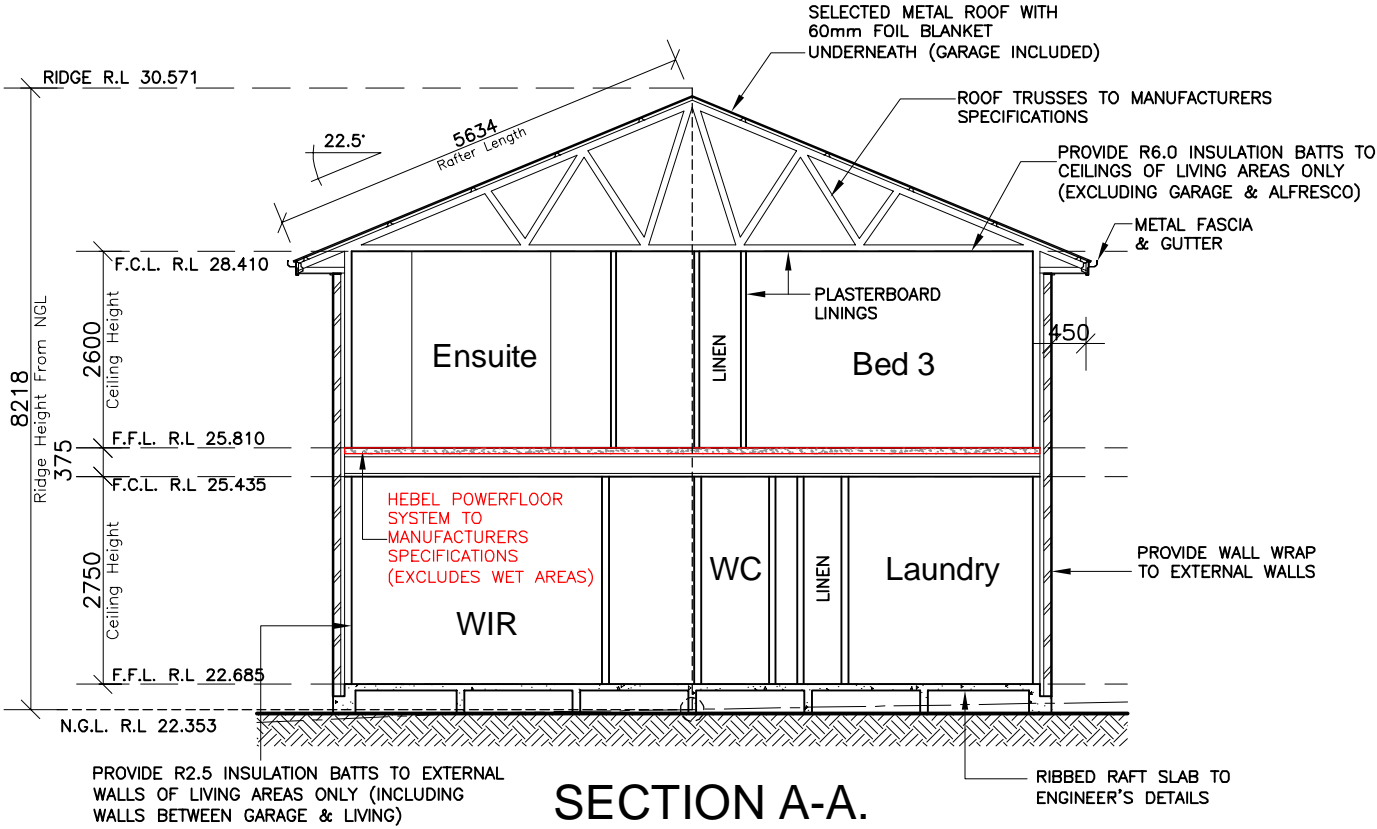 SELECTED METAL ROOF WITH
60mm FOIL BLANKET
UNDERNEATH (GARAGE INCLUDED)
RIDGE R.L 30.571
ROOF TRUSSES TO MANUFACTURERS
SPECIFICATIONS
5634
Rafter Length
22.5°
PROVIDE R6.0 INSULATION BATTS TO
CEILINGS OF LIVING AREAS ONLY
(EXCLUDING GARAGE & ALFRESCO)
METAL FASCIA
& GUTTER
F.C.L. R.L 28.410
PLASTERBOARD
LININGS
450
2600
Ceiling Height
Ensuite
LINEN
Bed 3
8218
Ridge Height From NGL
F.F.L. R.L 25.810
375
F.C.L. R.L 25.435
HEBEL POWERFLOOR
SYSTEM TO
MANUFACTURERS
SPECIFICATIONS
(EXCLUDES WET AREAS)
2750
Ceiling Height
WIR
WC
LINEN
Laundry
PROVIDE WALL WRAP
TO EXTERNAL WALLS
F.F.L. R.L 22.685
N.G.L. R.L 22.353
PROVIDE R2.5 INSULATION BATTS TO EXTERNAL
WALLS OF LIVING AREAS ONLY (INCLUDING
WALLS BETWEEN GARAGE & LIVING)
SECTION A-A.
RIBBED RAFT SLAB TO
ENGINEER'S DETAILS